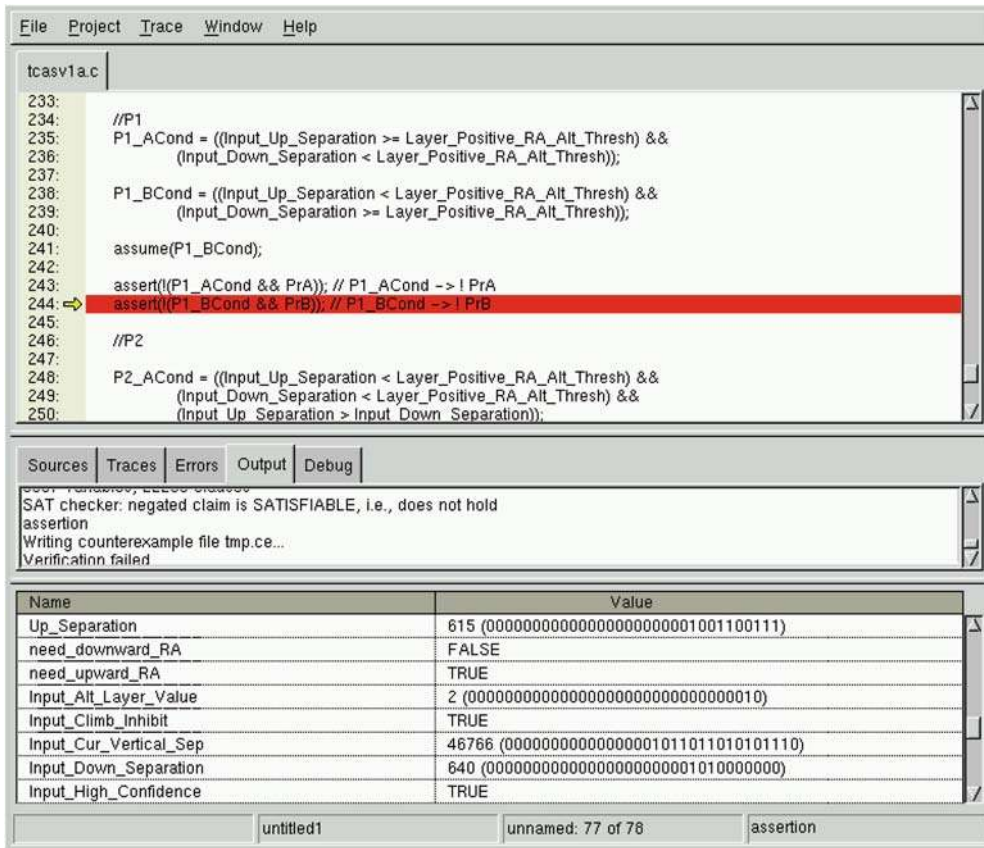 File Project Trace Window Help
tcasv1a.c
233:
234: //P1
235: P1_ACond = ((Input_Up_Separation >= Layer_Positive_RA_Alt_Thresh) &&
236: (Input_Down_Separation < Layer_Positive_RA_Alt_Thresh));
237:
238: P1_BCond = ((Input_Up_Separation < Layer_Positive_RA_Alt_Thresh) &&
239: (Input_Down_Separation >= Layer_Positive_RA_Alt_Thresh));
240:
241: assume(P1_BCond);
242:
243: assert(!(P1_ACond && PrA)); // P1_ACond -> ! PrA
244: assert(!(P1_BCond && PrB)); // P1_BCond -> ! PrB
245:
246: //P2
247:
248: P2_ACond = ((Input_Up_Separation < Layer_Positive_RA_Alt_Thresh) &&
249: (Input_Down_Separation < Layer_Positive_RA_Alt_Thresh) &&
250: (Input_Up_Separation > Input_Down_Separation));
Sources Traces Errors Output Debug
SAT checker: negated claim is SATISFIABLE, i.e., does not hold
assertion
Writing counterexample file tmp.ce...
Verification failed
Name Value
Up_Separation 615 (00000000000000000000001001100111)
need_downward_RA FALSE
need_upward_RA TRUE
Input_Alt_Layer_Value 2 (00000000000000000000000000000010)
Input_Climb_Inhibit TRUE
Input_Cur_Vertical_Sep 46766 (00000000000000001011011010101110)
Input_Down_Separation 640 (00000000000000000000001010000000)
Input_High_Confidence TRUE
untitled1 unnamed: 77 of 78 assertion